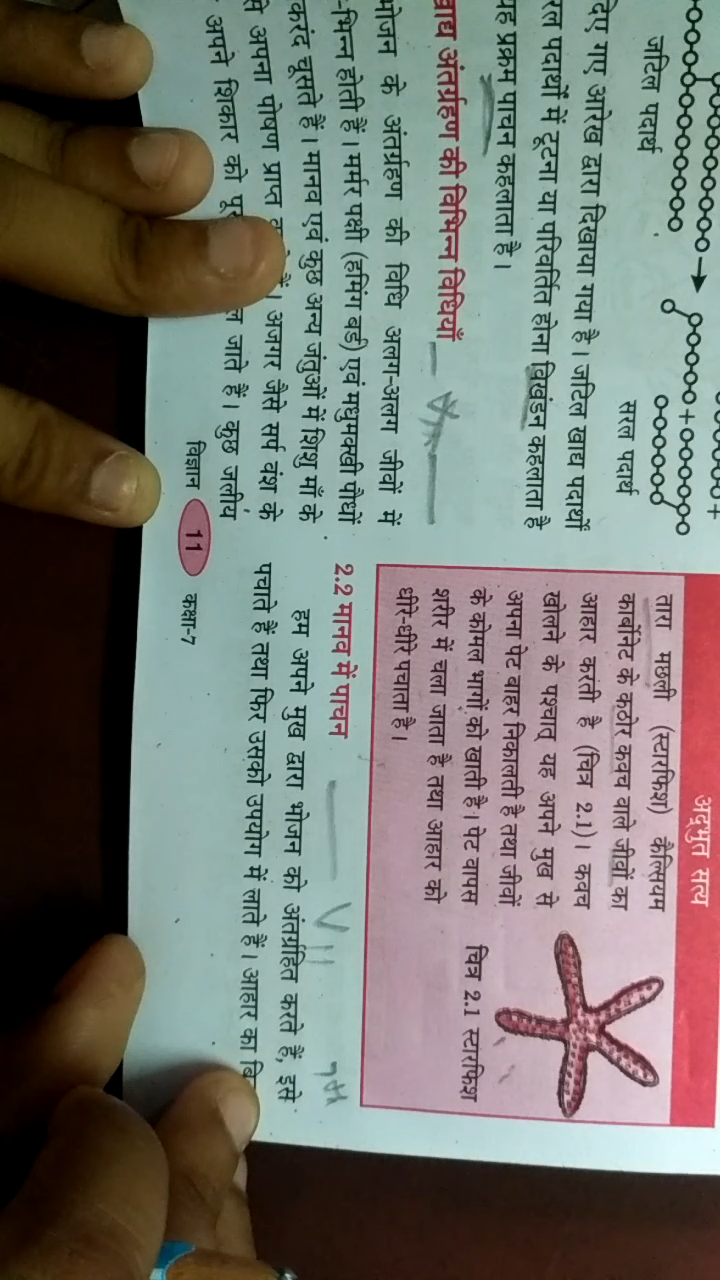 जटिल पदार्थ
सरल पदार्थ
दिए गए आरेख द्वारा दिखाया गया है। जटिल खाद्य पदार्थों
पदार्थों में टूटना या परिवर्तित होना विखंडन कहलाता है
यह प्रक्रम पाचन कहलाता है।
खाद्य अंतर्ग्रहण की विभिन्न विधियाँ
भोजन के अंतर्ग्रहण की विधि अलग-अलग जीवों में
-भिन्न होती हैं। मर्मर पक्षी (हमिंग बर्ड) एवं मधुमक्खी पौधों
मकरंद चूसते हैं। मानव एवं कुछ अन्य जंतुओं में शिशु माँ के
से अपना पोषण प्राप्त हैं। अजगर जैसे सर्प वंश के
अपने शिकार को जाते हैं। कुछ जलीय
अद्भुत सत्य
तारा मछली (स्टारफिश) कैल्सियम
कार्बोनेट के कठोर कवच वाले जीवों का
आहार करती है (चित्र 2.1)। कवच
खोलने के पश्चात् यह अपने मुख से
अपना पेट बाहर निकालती है तथा जीवों
के कोमल भागों को खाती है। पेट वापस
शरीर में चला जाता है तथा आहार को
धीरे-धीरे पचाता है।
चित्र 2.1 स्टारफिश
2.2 मानव में पाचन
हम अपने मुख द्वारा भोजन को अंतर्ग्रहित करते हैं, इसे
पचाते हैं तथा फिर उसको उपयोग में लाते हैं। आहार का
विज्ञान 11 कक्षा-7